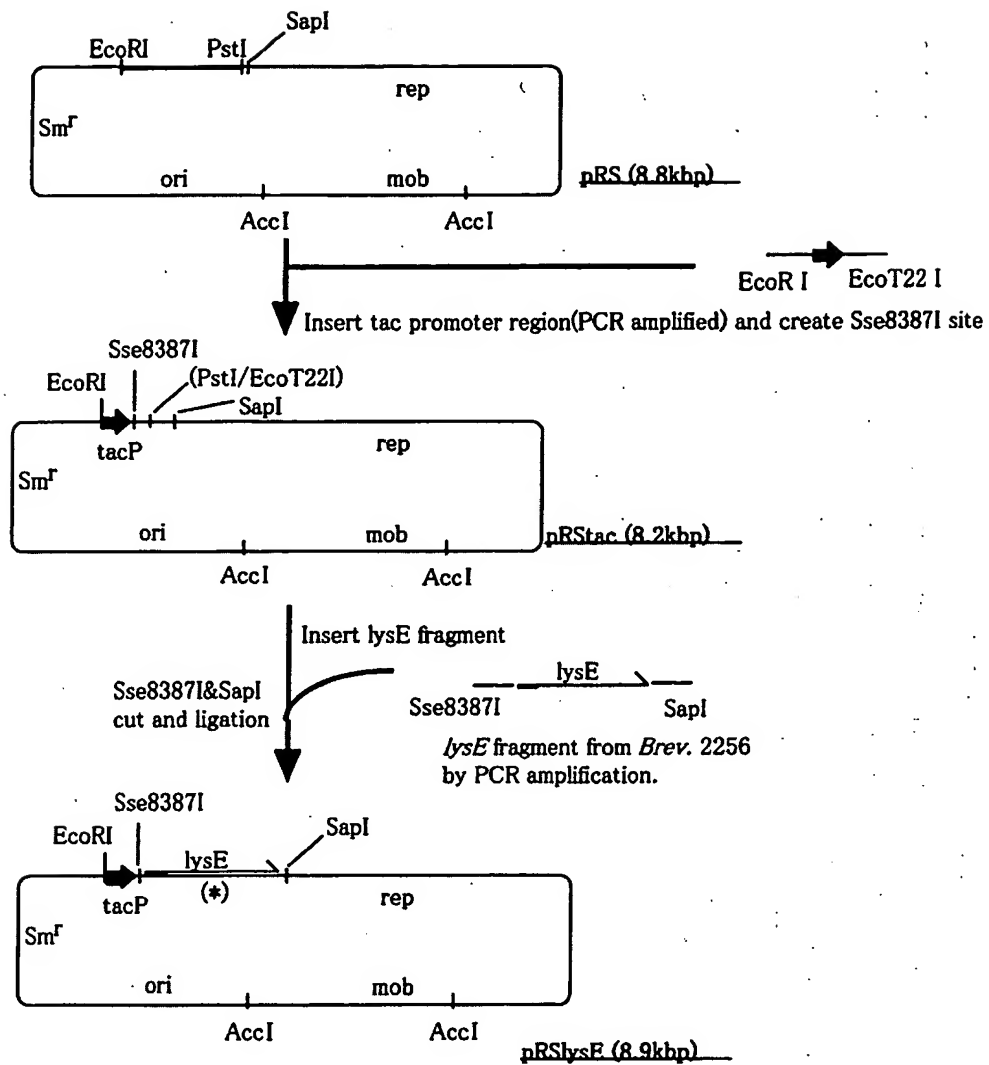 SapI
EcoRI PstI
rep
Smr
ori mob
pRS (8.8kbp)
AccI AccI
EcoR I EcoT22 I
Insert tac promoter region(PCR amplified) and create Sse8387I site
Sse8387I
(PstI/EcoT22I)
EcoRI
SapI
tacP
rep
Smr
ori mob
pRStac (8.2kbp)
AccI AccI
Insert lysE fragment
lysE
Sse8387I&SapI
cut and ligation
Sse8387I SapI
lysE fragment from Brev. 2256
by PCR amplification.
Sse8387I
SapI
EcoRI
lysE
tacP (*) rep
Smr
ori mob
AccI AccI
pRSlysE (8.9kbp)